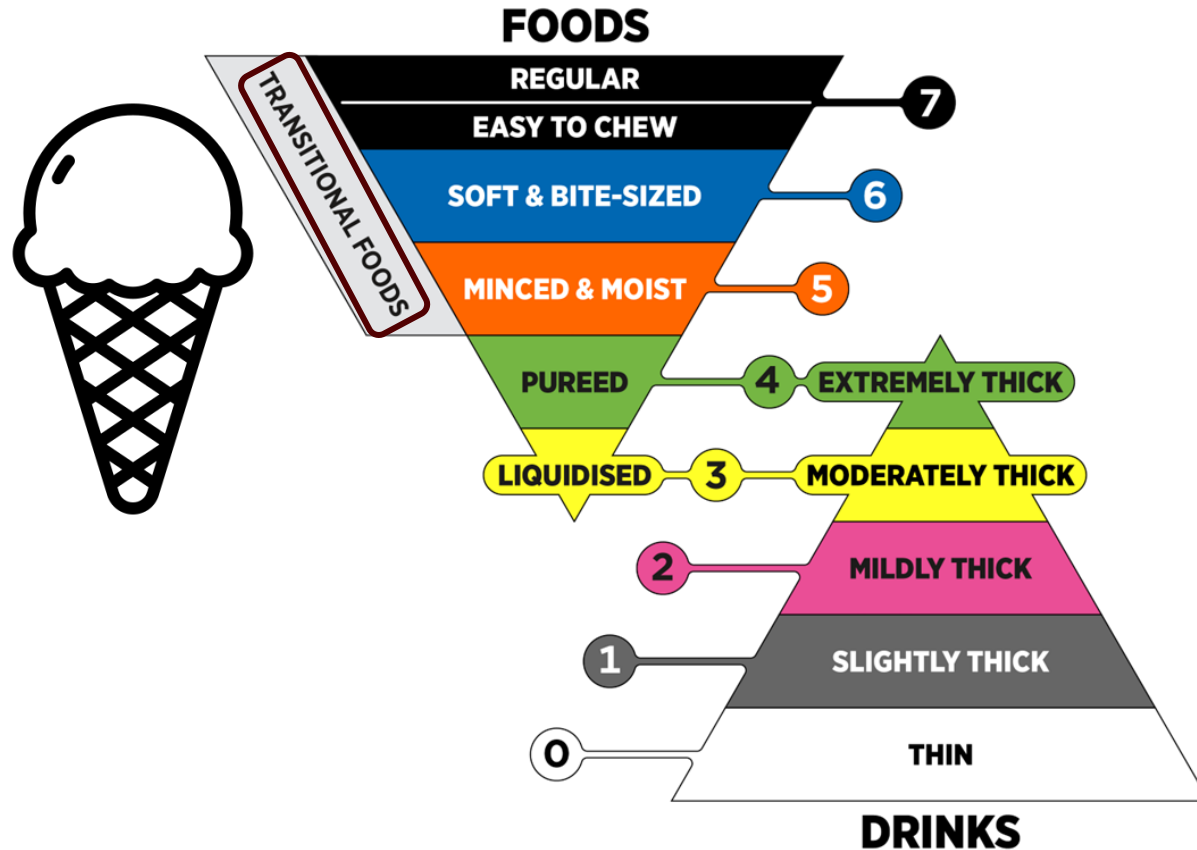 FOODS
TRANSITIONAL FOODS
REGULAR
7
EASY TO CHEW
SOFT & BITE-SIZED
6
MINCED & MOIST
5
PUREED
4
EXTREMELY THICK
LIQUIDISED
3
MODERATELY THICK
2
MILDLY THICK
1
SLIGHTLY THICK
0
THIN
DRINKS